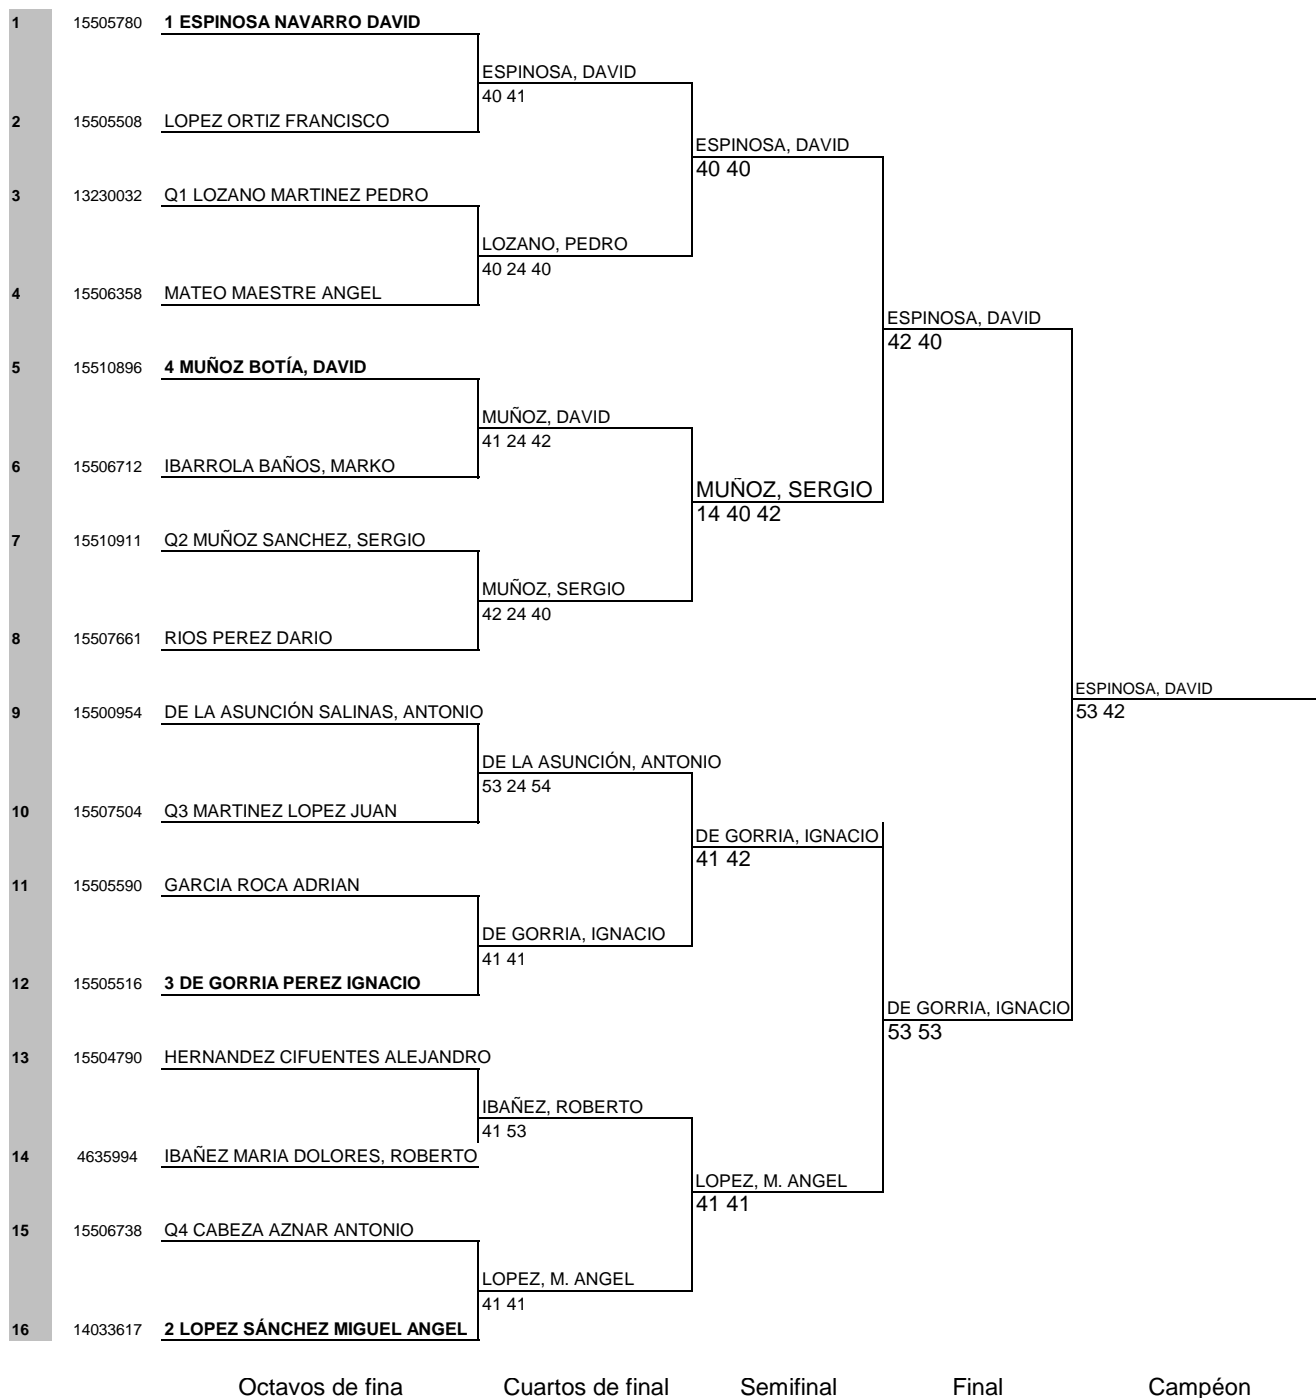 1 15505780 1 ESPINOSA NAVARRO DAVID
ESPINOSA, DAVID
40 41
2 15505508 LOPEZ ORTIZ FRANCISCO
ESPINOSA, DAVID
40 40
3 13230032 Q1 LOZANO MARTINEZ PEDRO
LOZANO, PEDRO
40 24 40
4 15506358 MATEO MAESTRE ANGEL
ESPINOSA, DAVID
42 40
5 15510896 4 MUÑOZ BOTÍA, DAVID
MUÑOZ, DAVID
41 24 42
6 15506712 IBARROLA BAÑOS, MARKO
MUÑOZ, SERGIO
14 40 42
7 15510911 Q2 MUÑOZ SANCHEZ, SERGIO
MUÑOZ, SERGIO
42 24 40
8 15507661 RIOS PEREZ DARIO
ESPINOSA, DAVID
53 42
9 15500954 DE LA ASUNCIÓN SALINAS, ANTONIO
DE LA ASUNCIÓN, ANTONIO
53 24 54
10 15507504 Q3 MARTINEZ LOPEZ JUAN
DE GORRIA, IGNACIO
41 42
11 15505590 GARCIA ROCA ADRIAN
DE GORRIA, IGNACIO
41 41
12 15505516 3 DE GORRIA PEREZ IGNACIO
DE GORRIA, IGNACIO
53 53
13 15504790 HERNANDEZ CIFUENTES ALEJANDRO
IBAÑEZ, ROBERTO
41 53
14 4635994 IBAÑEZ MARIA DOLORES, ROBERTO
LOPEZ, M. ANGEL
41 41
15 15506738 Q4 CABEZA AZNAR ANTONIO
LOPEZ, M. ANGEL
41 41
16 14033617 2 LOPEZ SÁNCHEZ MIGUEL ANGEL
Octavos de fina Cuartos de final Semifinal Final Campéon